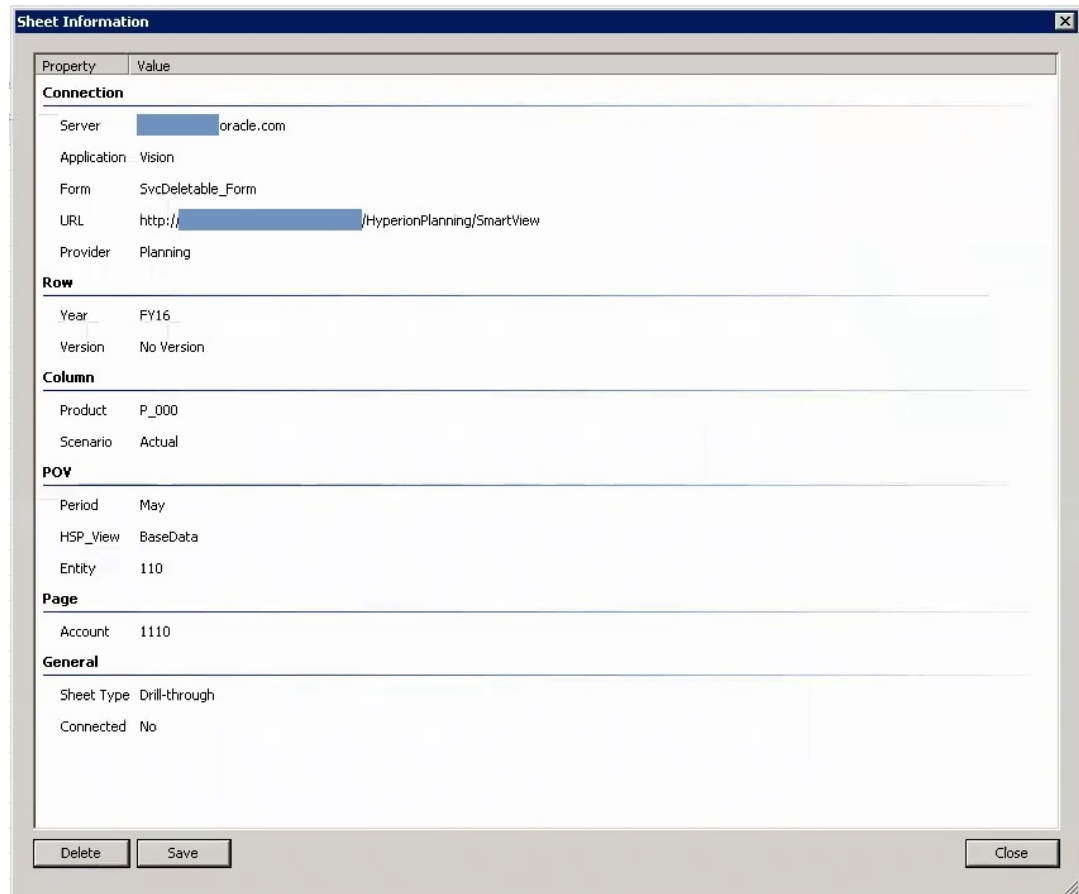 Sheet Information
Property Value
Connection
Server oracle.com
Application Vision
Form SvcDeletable_Form
URL http:// /HyperionPlanning/SmartView
Provider Planning
Row
Year FY16
Version No Version
Column
Product P_000
Scenario Actual
POV
Period May
HSP_View BaseData
Entity 110
Page
Account 1110
General
Sheet Type Drill-through
Connected No
Delete Save Close